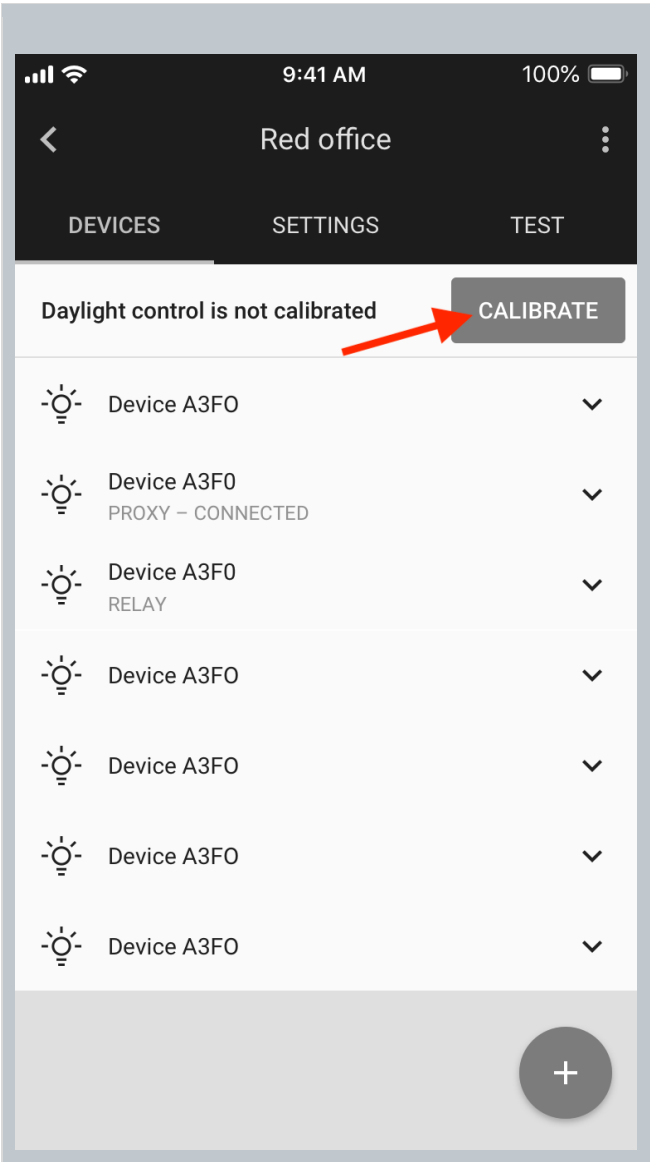 9:41 AM 100%
Red office
DEVICES SETTINGS TEST
Daylight control is not calibrated CALIBRATE
Device A3FO
Device A3F0
PROXY – CONNECTED
Device A3F0
RELAY
Device A3FO
Device A3FO
Device A3FO
Device A3FO